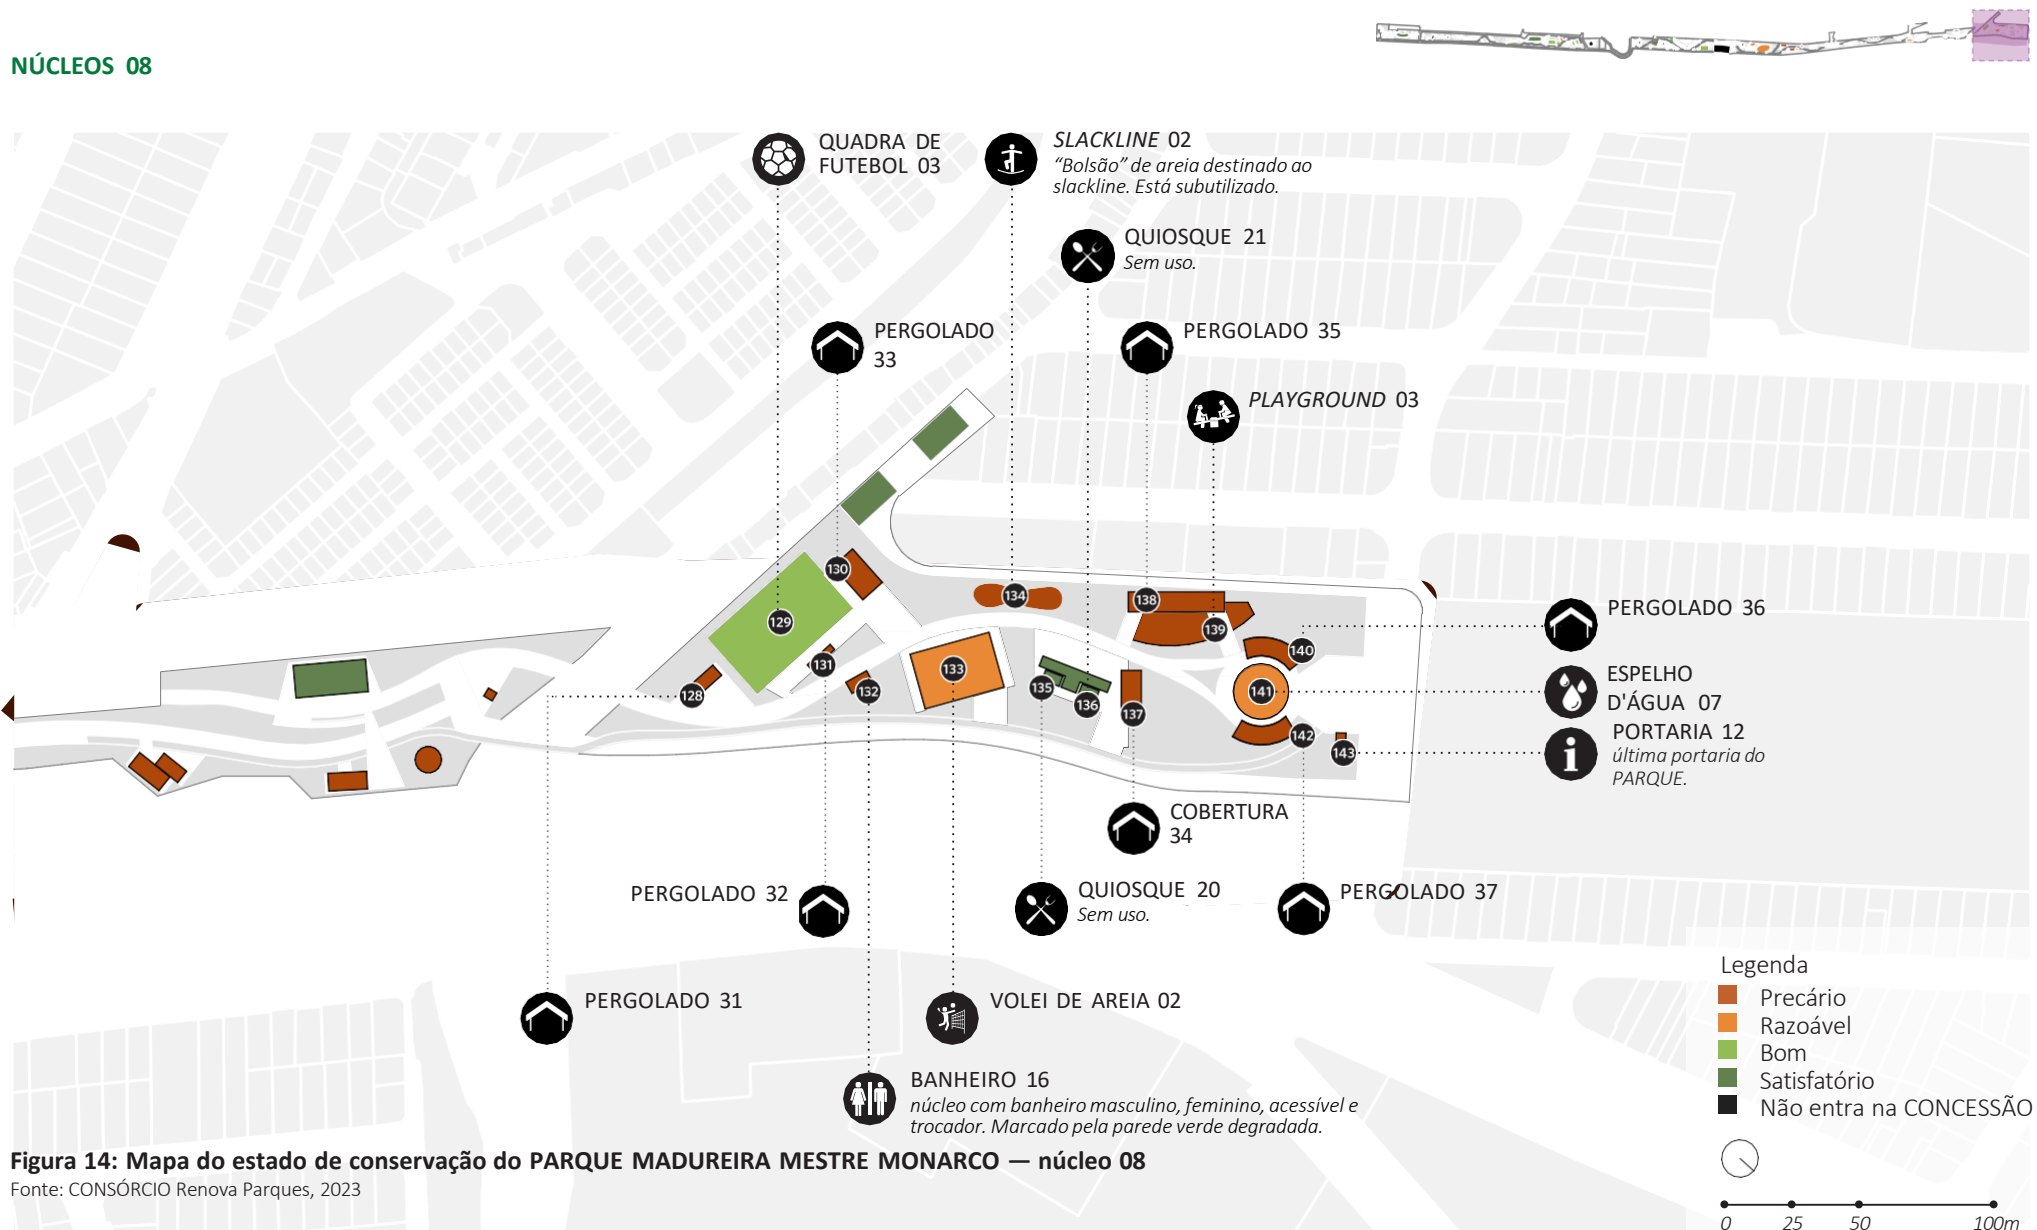 NÚCLEOS 08
QUADRA DE
FUTEBOL 03
SLACKLINE 02
“Bolsão” de areia destinado ao
slackline. Está subutilizado.
QUIOSQUE 21
Sem uso.
PERGOLADO
33
PERGOLADO 35
PLAYGROUND 03
130
129
134
138
139
131
128
132
133
135
136
137
140
141
142
143
PERGOLADO 36
ESPELHO
D'ÁGUA 07
PORTARIA 12
última portaria do
PARQUE.
COBERTURA
34
PERGOLADO 32
QUIOSQUE 20
Sem uso.
PERGOLADO 37
PERGOLADO 31
VOLEI DE AREIA 02
BANHEIRO 16
núcleo com banheiro masculino, feminino, acessível e
trocador. Marcado pela parede verde degradada.
Legenda
Precário
Razoável
Bom
Satisfatório
Não entra na CONCESSÃO
0 25 50 100m
Figura 14: Mapa do estado de conservação do PARQUE MADUREIRA MESTRE MONARCO — núcleo 08
Fonte: CONSÓRCIO Renova Parques, 2023